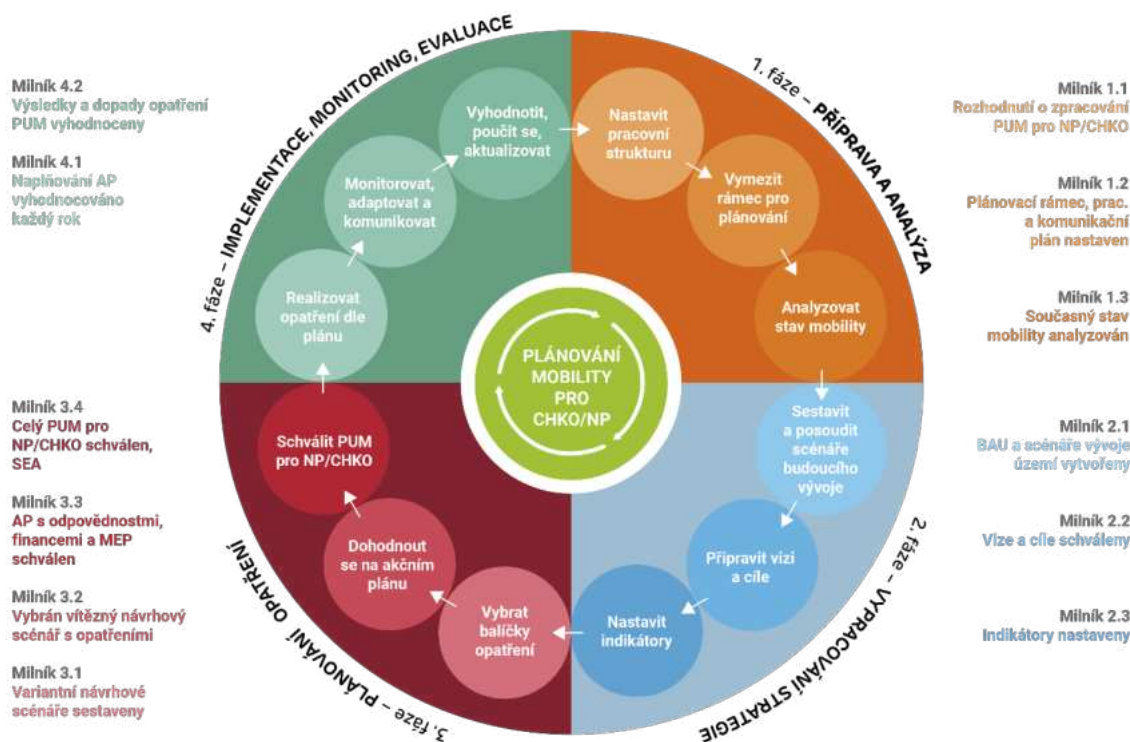 1. fáze – PŘÍPRAVA A ANALÝZA
Milník 1.1
Rozhodnutí o zpracování
PUM pro NP/CHKO
Milník 1.2
Plánovací rámec, prac.
a komunikační
plán nastaven
Milník 1.3
Současný stav
mobility analyzován
Nastavit
pracovní
strukturu
Vymezit
rámec pro
plánování
Analyzovat
stav mobility
2. fáze – VYPRACOVÁNÍ STRATEGIE
Milník 2.1
BAU a scénáře vývoje
území vytvořeny
Milník 2.2
Vize a cíle schváleny
Milník 2.3
Indikátory nastaveny
Sestavit
a posoudit
scénáře
budoucího
vývoje
Připravit vizi
a cíle
Nastavit
indikátory
3. fáze – PLÁNOVÁNÍ OPATŘENÍ
Milník 3.4
Celý PUM pro
NP/CHKO schválen,
SEA
Milník 3.3
AP s odpovědnostmi,
financemi a MEP
schválen
Milník 3.2
Vybrán vítězný návrhový
scénář s opatřeními
Milník 3.1
Variantní návrhové
scénáře sestaveny
Vybrat
balíčky
opatření
Dohodnout
se na akčním
plánu
Schválit PUM
pro NP/CHKO
4. fáze – IMPLEMENTACE, MONITORING, EVALUACE
Milník 4.2
Výsledky a dopady opatření
PUM vyhodnoceny
Milník 4.1
Naplňování AP
vyhodnocováno
každý rok
Realizovat
opatření dle
plánu
Monitorovat,
adaptovat a
komunikovat
Vyhodnotit,
poučit se,
aktualizovat
PLÁNOVÁNÍ
MOBILITY
PRO
CHKO/NP